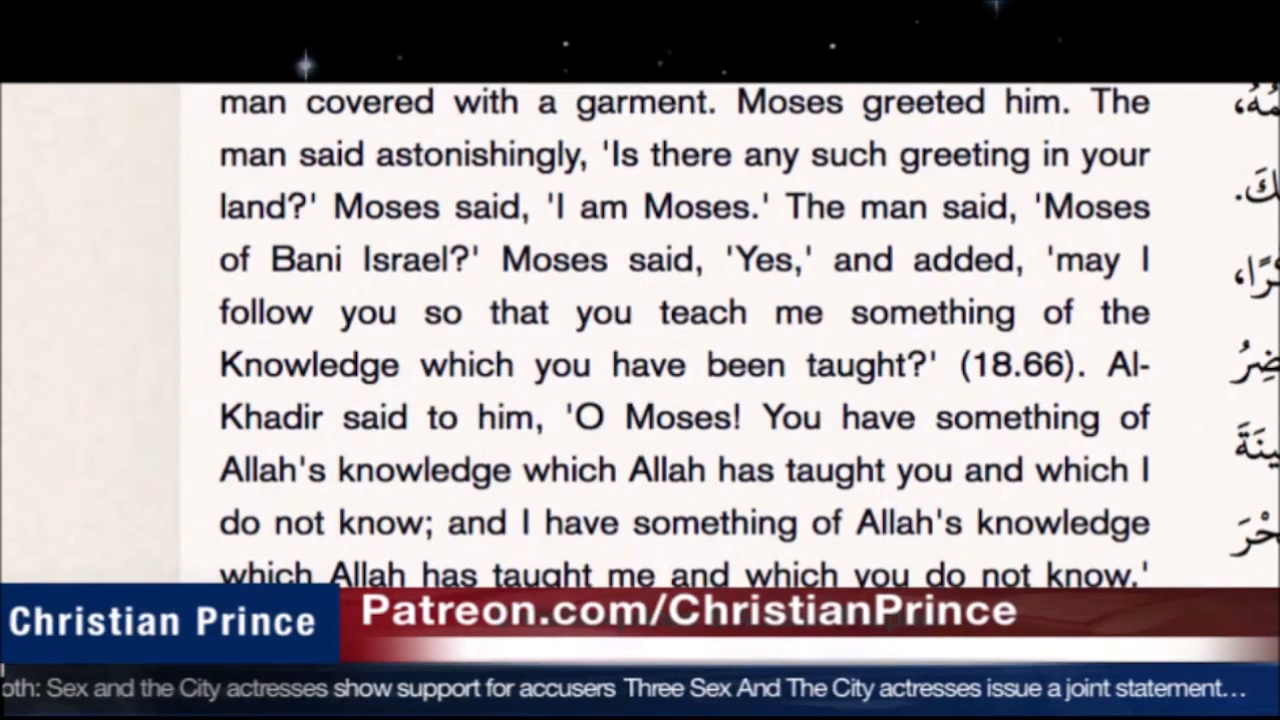 man covered with a garment. Moses greeted him. The
man said astonishingly, 'Is there any such greeting in your
land?' Moses said, 'I am Moses.' The man said, 'Moses
of Bani Israel?' Moses said, 'Yes,' and added, 'may I
follow you so that you teach me something of the
Knowledge which you have been taught?' (18.66). Al-
Khadir said to him, 'O Moses! You have something of
Allah's knowledge which Allah has taught you and which I
do not know; and I have something of Allah's knowledge
which Allah has taught me and which you do not know.'
Christian Prince
Patreon.com/ChristianPrince
oth: Sex and the City actresses show support for accusers Three Sex And The City actresses issue a joint statement...